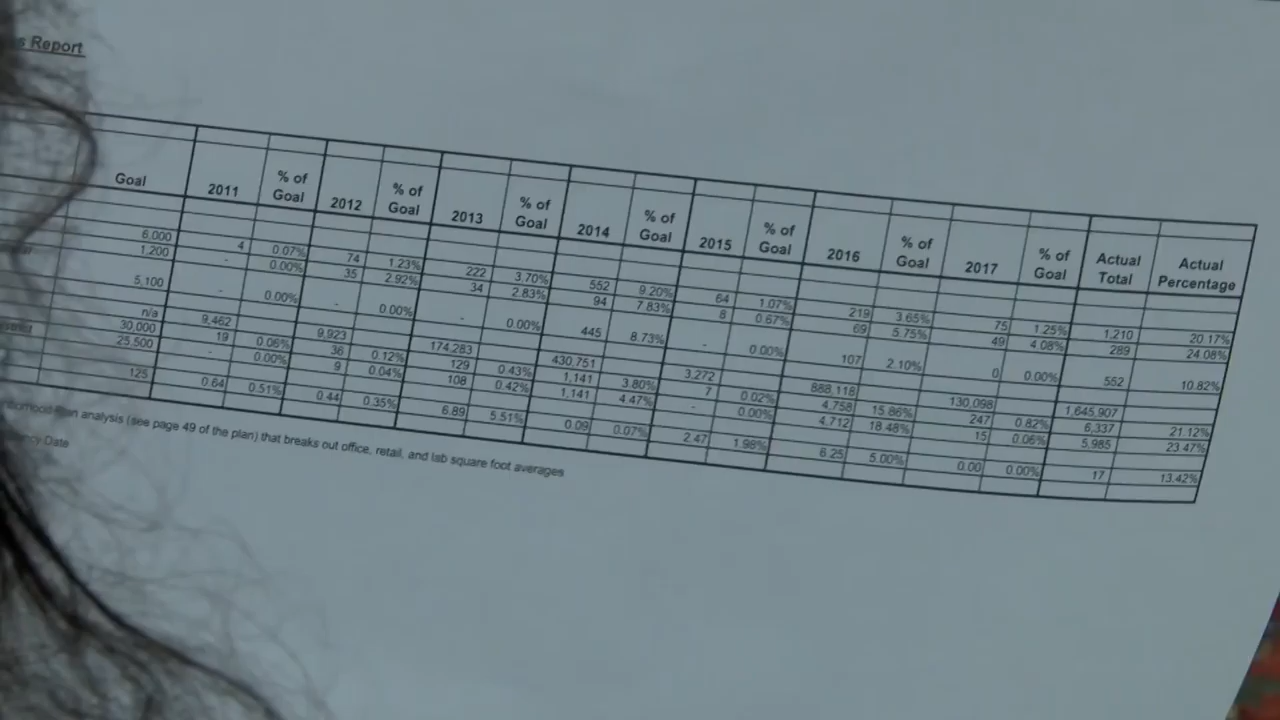 s Report
Goal 2011 % of Goal 2012 % of Goal 2013 % of Goal 2014 % of Goal 2015 % of Goal 2016 % of Goal 2017 % of Goal Actual Total Actual Percentage
6,000 4 0.07% 74 1.23% 222 3.70% 552 9.20% 64 1.07% 219 3.65% 75 1.25% 1,210 20.17%
1,200 - 0.00% 35 2.92% 34 2.83% 94 7.83% 8 0.67% 69 5.75% 49 4.08% 289 24.08%
5,100 - 0.00% - 0.00% - 0.00% 445 8.73% - 0.00% 107 2.10% 0 0.00% 552 10.82%
n/a 9,462 9,923 174,283 430,751 3,272 888,118 130,098 1,645,907
30,000 19 0.06% 36 0.12% 129 0.43% 1,141 3.80% 7 0.02% 4,758 15.86% 247 0.82% 6,337 21.12%
25,500 - 0.00% 9 0.04% 108 0.42% 1,141 4.47% - 0.00% 4,712 18.48% 15 0.06% 5,985 23.47%
125 0.64 0.51% 0.44 0.35% 6.89 5.51% 0.09 0.07% 2.47 1.98% 6.25 5.00% 0.00 0.00% 17 13.42%
analysis (see page 49 of the plan) that breaks out office, retail, and lab square foot averages
Date